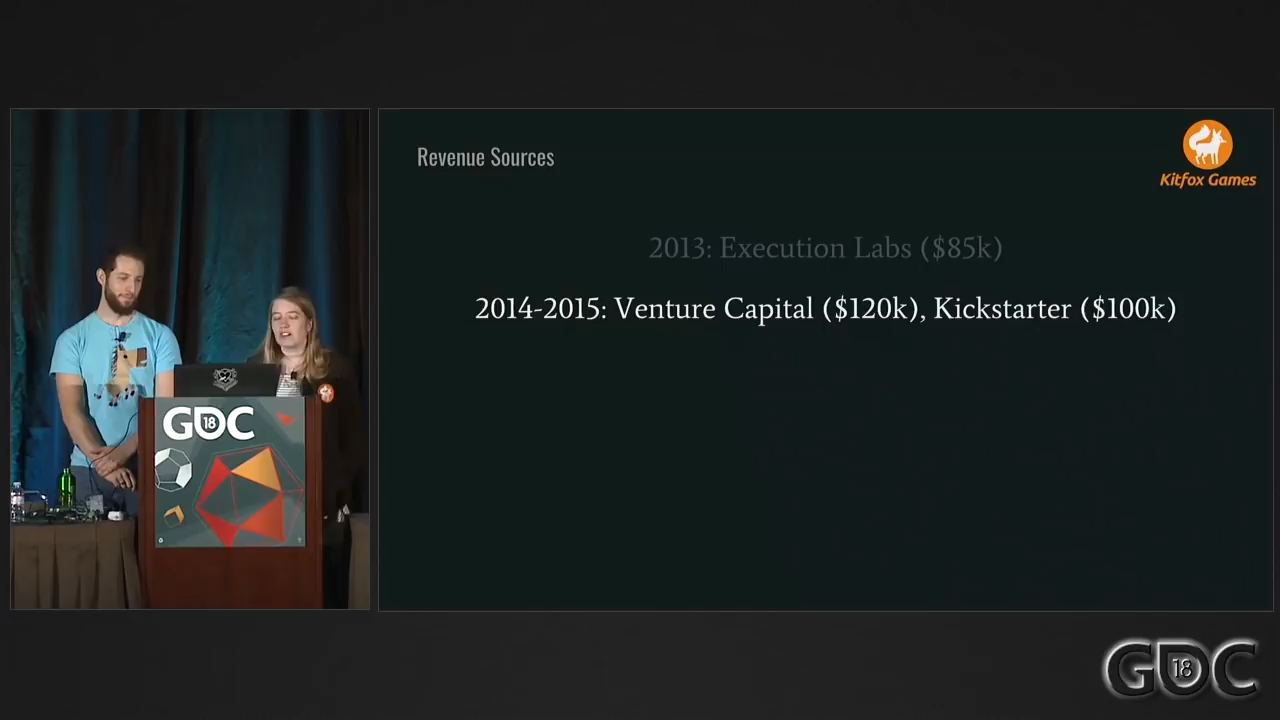 Revenue Sources
Kitfox Games
2013: Execution Labs ($85k)
2014-2015: Venture Capital ($120k), Kickstarter ($100k)
GDC
18
GDC
18